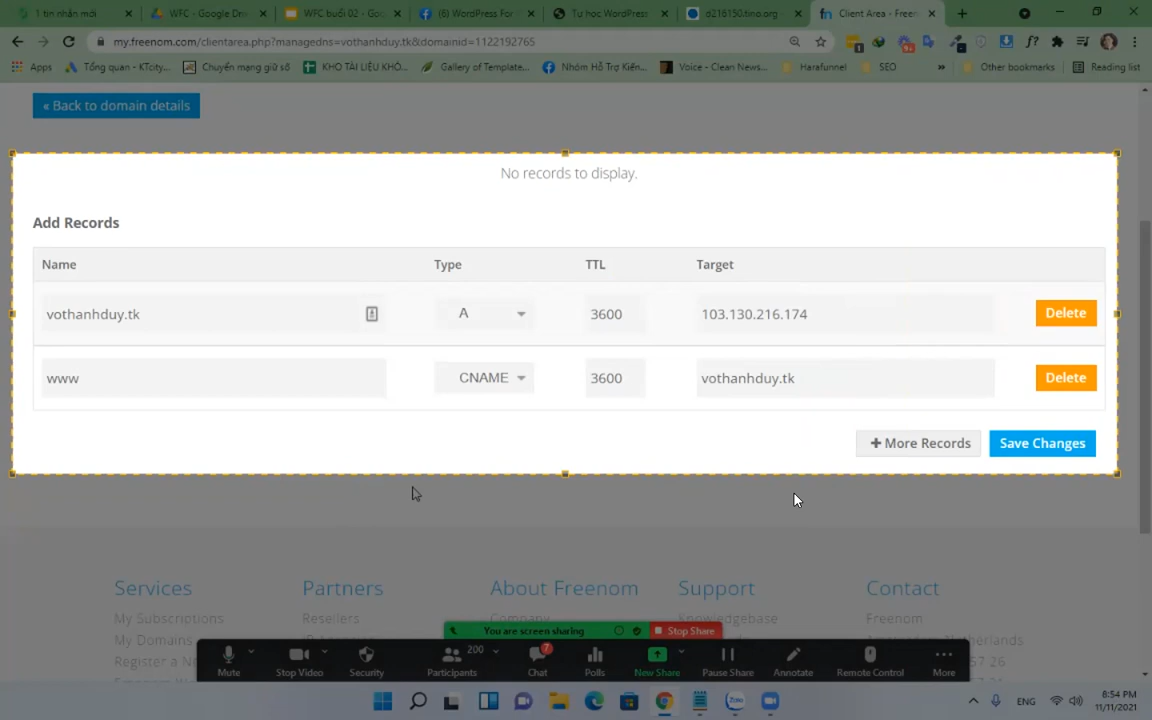 1 tin nhắn mới
WFC - Google Dri
WFC buổi 02 - Goo
(6) WordPress For
Tự học WordPress
d216150.tino.org
Client Area - Freen
my.freenom.com/clientarea.php?managedns=vothanhduy.tk&domainid=1122192765
Apps
Tổng quan - KTcity...
Chuyển mạng giữ số
KHO TÀI LIỆU KHÓ...
Gallery of Template...
Nhóm Hỗ Trợ Kiến...
Voice - Clean News...
Harafunnel
SEO
»
Other bookmarks
Reading list
« Back to domain details
No records to display.
Add Records
Name Type TTL Target
vothanhduy.tk A 3600 103.130.216.174 Delete
www CNAME 3600 vothanhduy.tk Delete
+ More Records Save Changes
Services Partners About Freenom Support Contact
My Subscriptions Resellers Company Knowledgebase Freenom
My Domains
You are screen sharing Stop Share
200 7
Mute Stop Video Security Participants Chat Polls New Share Pause Share Annotate Remote Control More
ENG
8:54 PM
11/11/2021